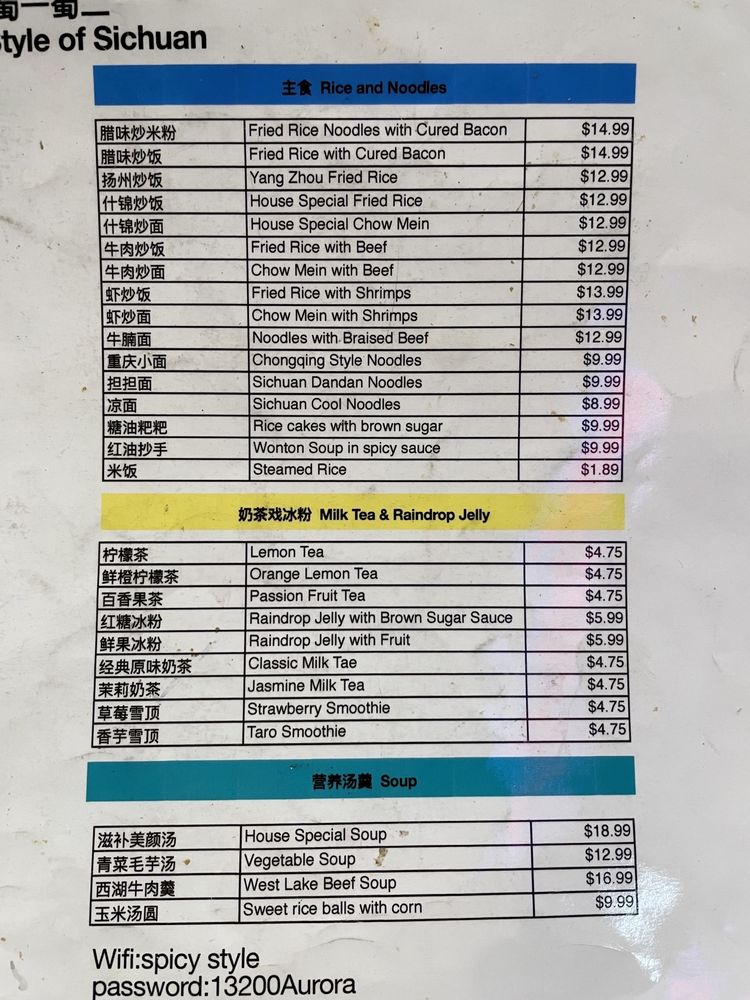 蜀一蜀二
tyle of Sichuan
主食 Rice and Noodles
腊味炒米粉 Fried Rice Noodles with Cured Bacon $14.99
腊味炒饭 Fried Rice with Cured Bacon $14.99
扬州炒饭 Yang Zhou Fried Rice $12.99
什锦炒饭 House Special Fried Rice $12.99
什锦炒面 House Special Chow Mein $12.99
牛肉炒饭 Fried Rice with Beef $12.99
牛肉炒面 Chow Mein with Beef $12.99
虾炒饭 Fried Rice with Shrimps $13.99
虾炒面 Chow Mein with Shrimps $13.99
牛腩面 Noodles with Braised Beef $12.99
重庆小面 Chongqing Style Noodles $9.99
担担面 Sichuan Dandan Noodles $9.99
凉面 Sichuan Cool Noodles $8.99
糖油粑粑 Rice cakes with brown sugar $9.99
红油抄手 Wonton Soup in spicy sauce $9.99
米饭 Steamed Rice $1.89
奶茶戏冰粉 Milk Tea & Raindrop Jelly
柠檬茶 Lemon Tea $4.75
鲜橙柠檬茶 Orange Lemon Tea $4.75
百香果茶 Passion Fruit Tea $4.75
红糖冰粉 Raindrop Jelly with Brown Sugar Sauce $5.99
鲜果冰粉 Raindrop Jelly with Fruit $5.99
经典原味奶茶 Classic Milk Tae $4.75
茉莉奶茶 Jasmine Milk Tea $4.75
草莓雪顶 Strawberry Smoothie $4.75
香芋雪顶 Taro Smoothie $4.75
营养汤羹 Soup
滋补美颜汤 House Special Soup $18.99
青菜毛芋汤 Vegetable Soup $12.99
西湖牛肉羹 West Lake Beef Soup $16.99
玉米汤圆 Sweet rice balls with corn $9.99
Wifi:spicy style
password:13200Aurora